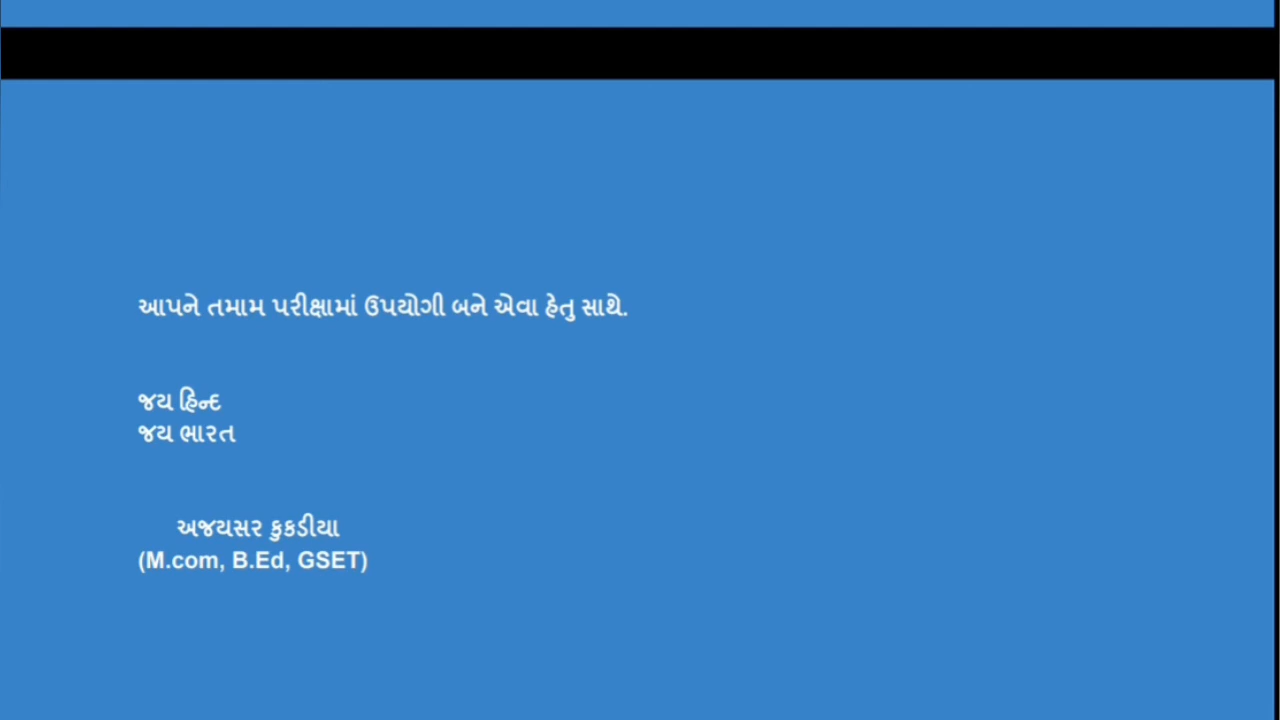 આપને તમામ પરીક્ષામાં ઉપયોગી બને એવા હેતુ સાથે.
જય હિન્દ
જય ભારત
અજયસર કુકડીયા
(M.com, B.Ed, GSET)